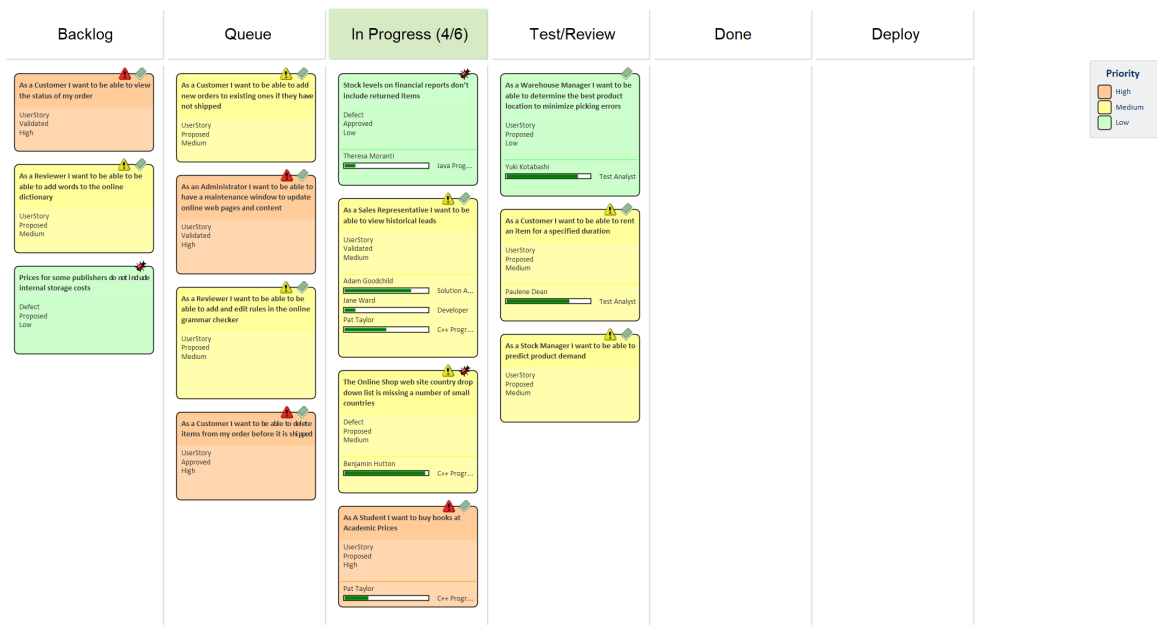 Backlog
Queue
In Progress (4/6)
Test/Review
Done
Deploy
As a Customer I want to be able to view
the status of my order
UserStory
Validated
High
As a Reviewer I want to be able to be
able to add words to the online
dictionary
UserStory
Proposed
Medium
Prices for some publishers do not include
internal storage costs
Defect
Proposed
Low
As a Customer I want to be able to add
new orders to existing ones if they have
not shipped
UserStory
Proposed
Medium
As an Administrator I want to be able to
have a maintenance window to update
online web pages and content
UserStory
Validated
High
As a Reviewer I want to be able to be
able to add and edit rules in the online
grammar checker
UserStory
Proposed
Medium
As a Customer I want to be able to delete
items from my order before it is shipped
UserStory
Approved
High
Stock levels on financial reports don't
include returned items
Defect
Approved
Low
Theresa Moranti
Java Prog...
As a Sales Representative I want to be
able to view historical leads
UserStory
Validated
Medium
Adam Goodchild
Solution A...
Jane Ward
Developer
Pat Taylor
C++ Progr...
The Online Shop web site country drop
down list is missing a number of small
countries
Defect
Proposed
Medium
Benjamin Hutton
C++ Progr...
As A Student I want to buy books at
Academic Prices
UserStory
Proposed
High
Pat Taylor
C++ Progr...
As a Warehouse Manager I want to be
able to determine the best product
location to minimize picking errors
UserStory
Proposed
Low
Yuki Kotabashi
Test Analyst
As a Customer I want to be able to rent
an item for a specified duration
UserStory
Proposed
Medium
Paulene Dean
Test Analyst
As a Stock Manager I want to be able to
predict product demand
UserStory
Proposed
Medium
Priority
High
Medium
Low